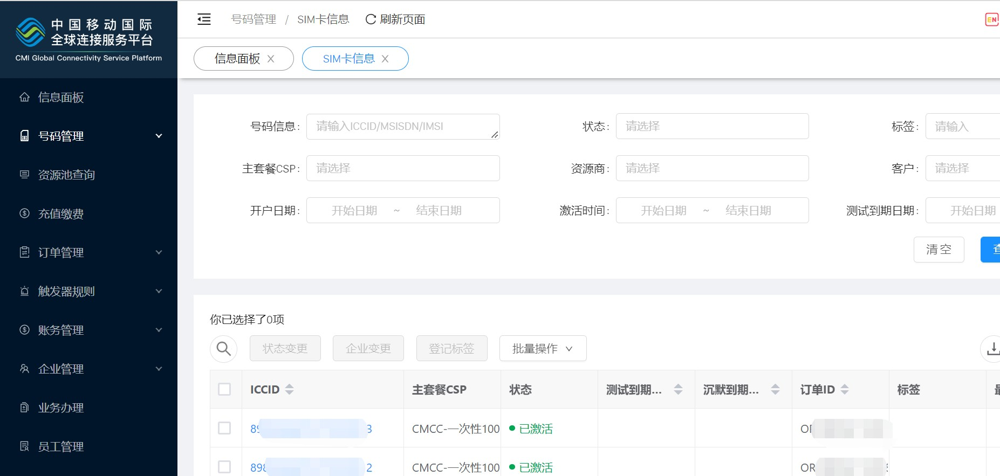 中国移动国际
全球连接服务平台
CMI Global Connectivity Service Platform
信息面板
号码管理
资源池查询
充值缴费
订单管理
触发器规则
账务管理
企业管理
业务办理
员工管理
号码管理 / SIM卡信息 刷新页面
EN
信息面板 X SIM卡信息 X
号码信息: 请输入ICCID/MSISDN/IMSI 状态: 请选择 标签: 请输入
主套餐CSP: 请选择 资源商: 请选择 客户: 请选择
开户日期: 开始日期 ~ 结束日期 激活时间: 开始日期 ~ 结束日期 测试到期日期: 开始日期
清空
你已选择了0项
状态变更 企业变更 登记标签 批量操作
ICCID 主套餐CSP 状态 测试到期... 沉默到期... 订单ID 标签
89 3 CMCC-一次性100 已激活 OR
898 2 CMCC-一次性100 已激活 OR